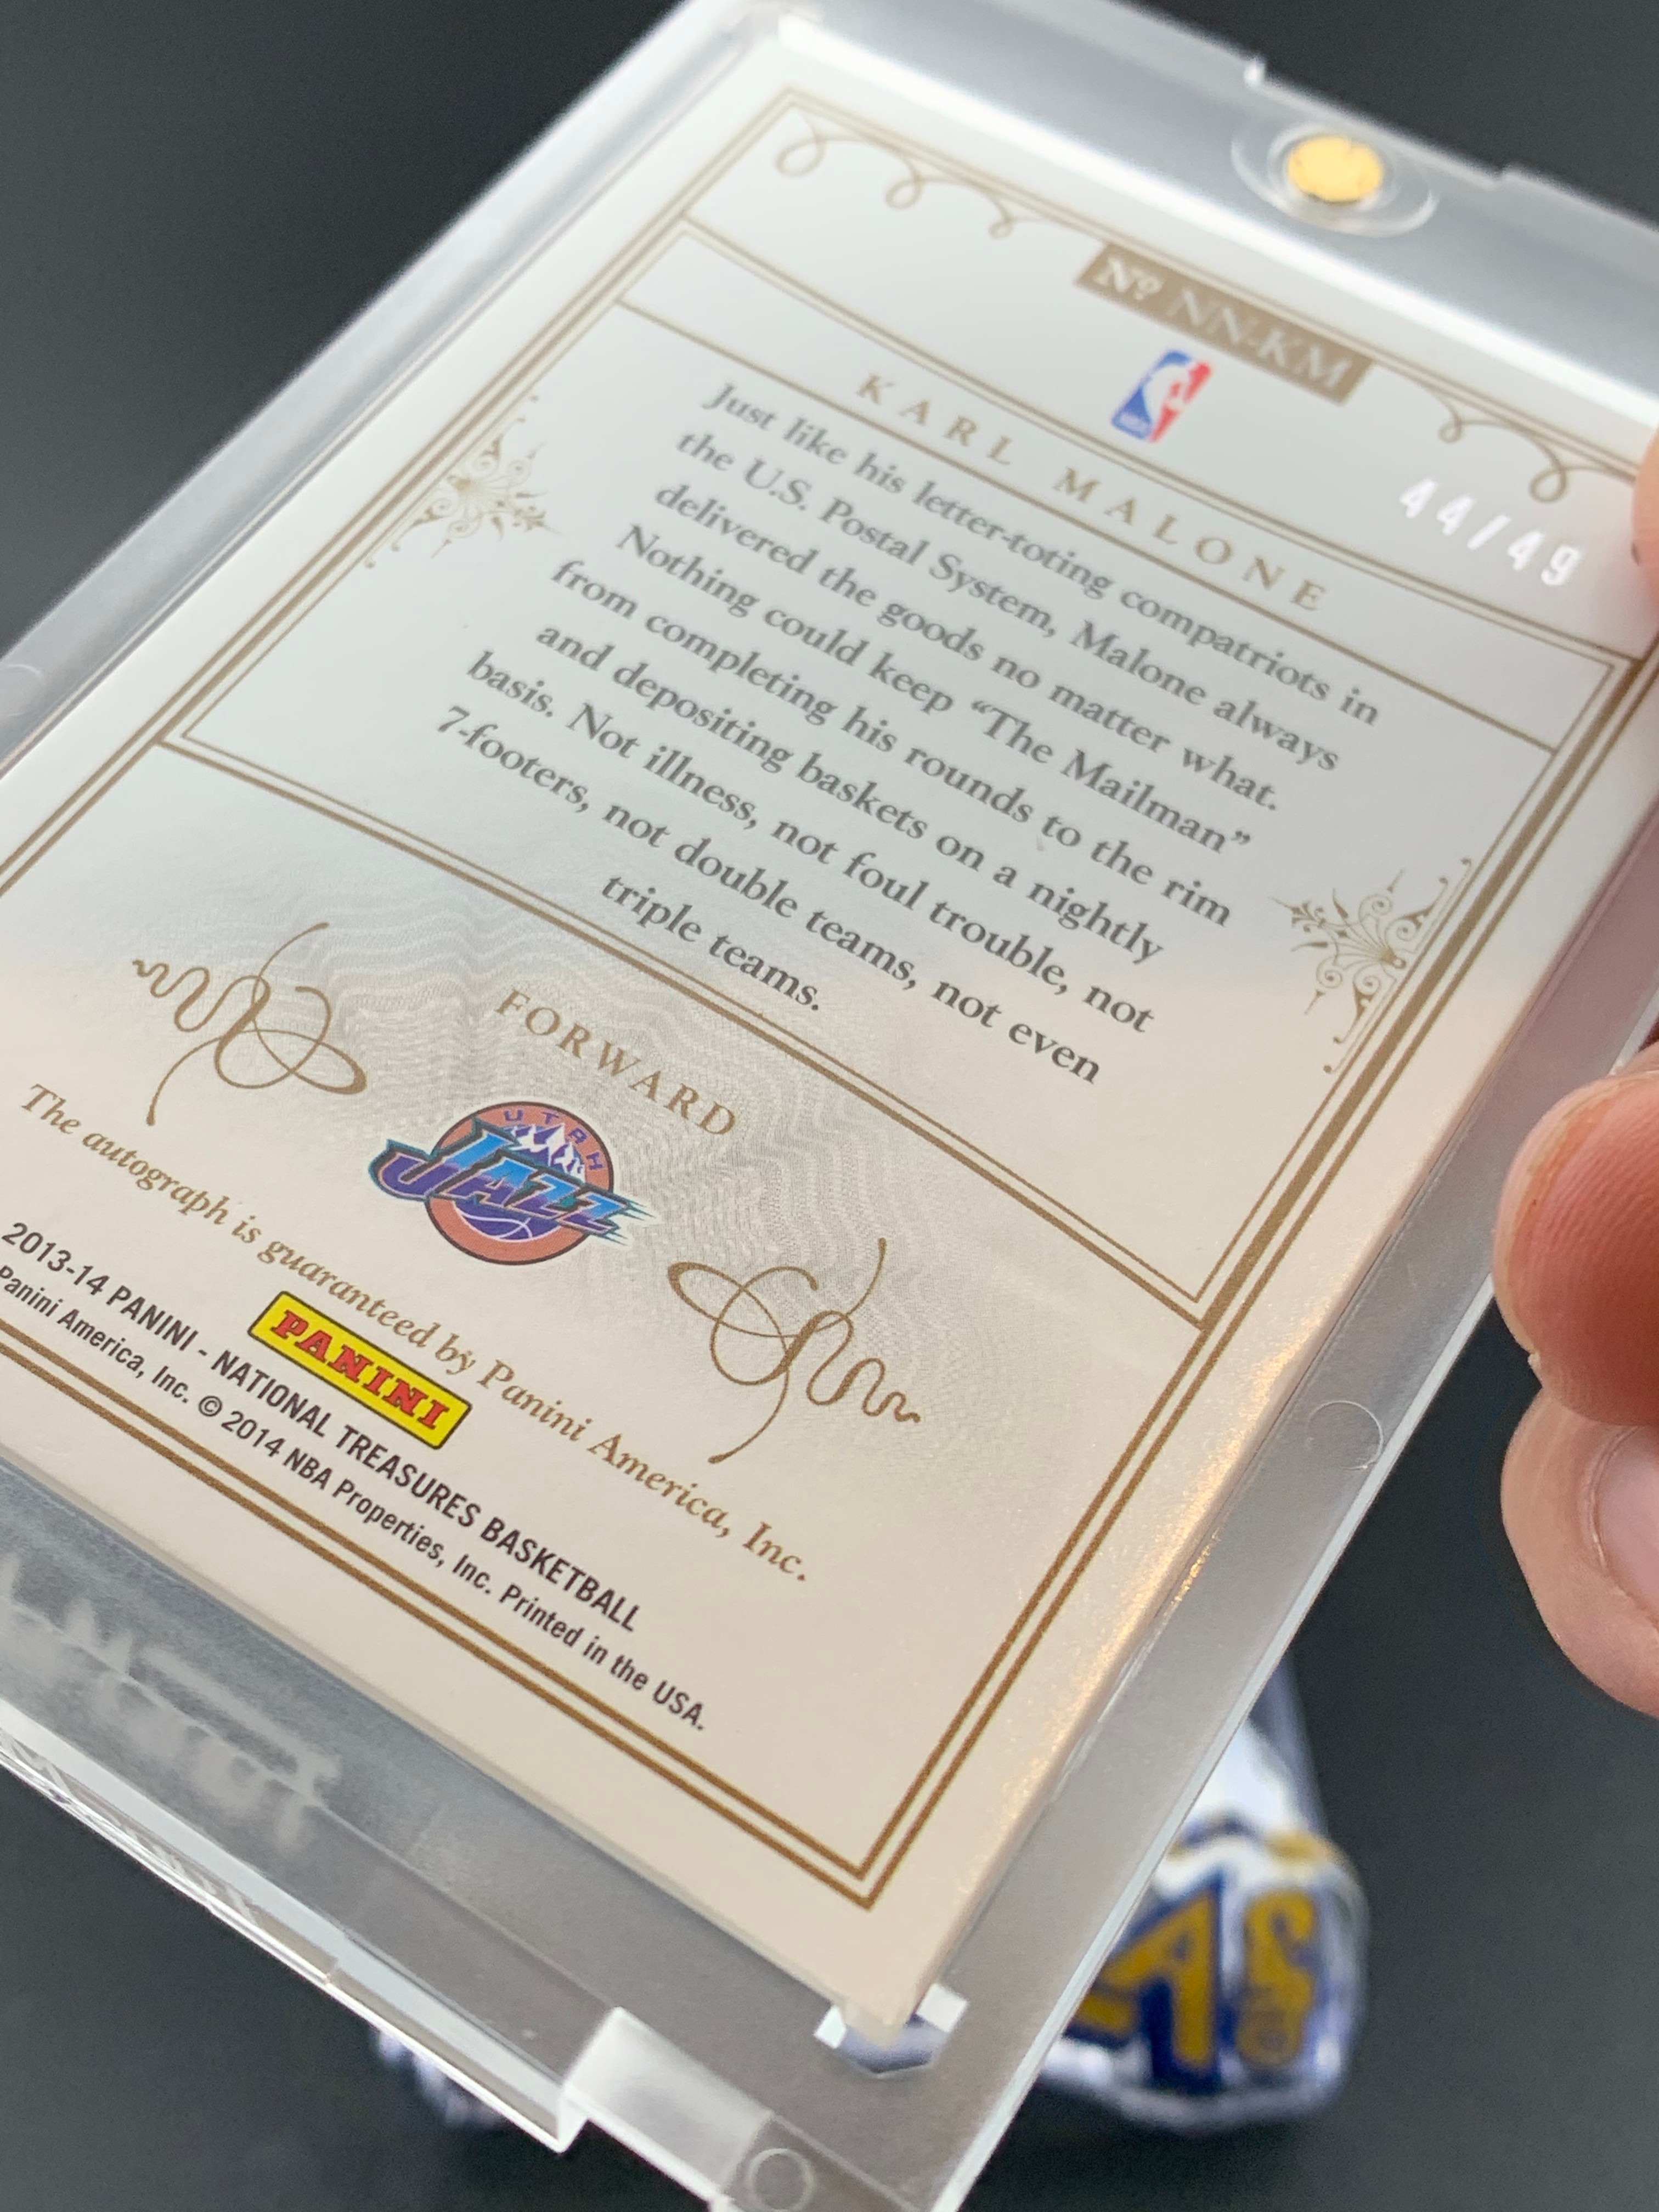 Nº NN-KM
44/49
KARL MALONE
Just like his letter-toting compatriots in
the U.S. Postal System, Malone always
delivered the goods no matter what.
Nothing could keep “The Mailman”
from completing his rounds to the rim
and depositing baskets on a nightly
basis. Not illness, not foul trouble, not
7-footers, not double teams, not even
triple teams.
FORWARD
UTAH
JAZZ
The autograph is guaranteed by Panini America, Inc.
PANINI
2013-14 PANINI - NATIONAL TREASURES BASKETBALL
Panini America, Inc. © 2014 NBA Properties, Inc. Printed in the USA.